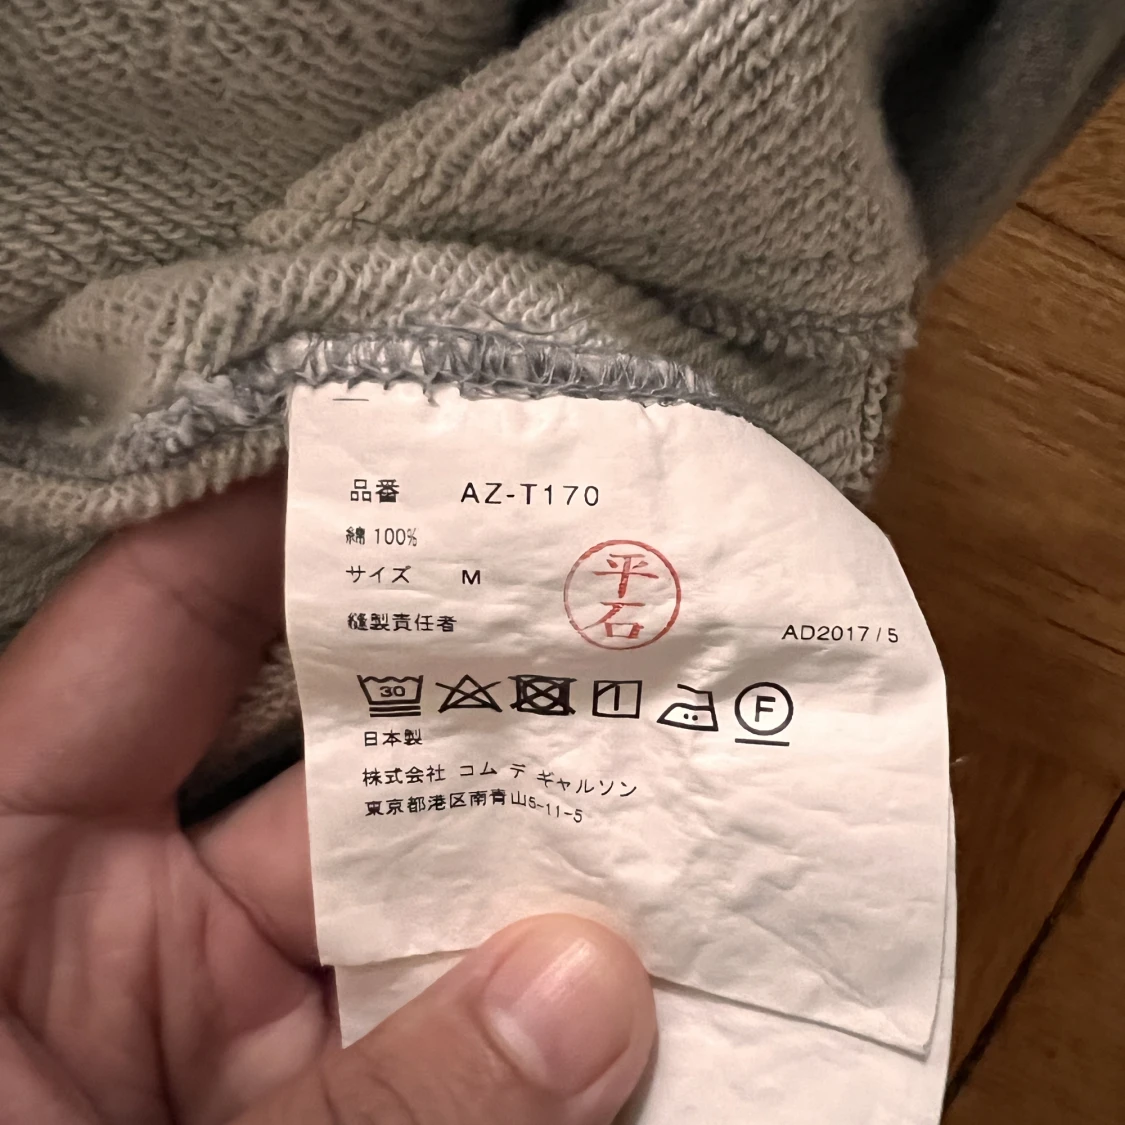 品番 AZ-T170
綿 100%
サイズ M
平石
縫製責任者
AD2017/5
30
F
日本製
株式会社 コム デ ギャルソン
東京都港区南青山5-11-5